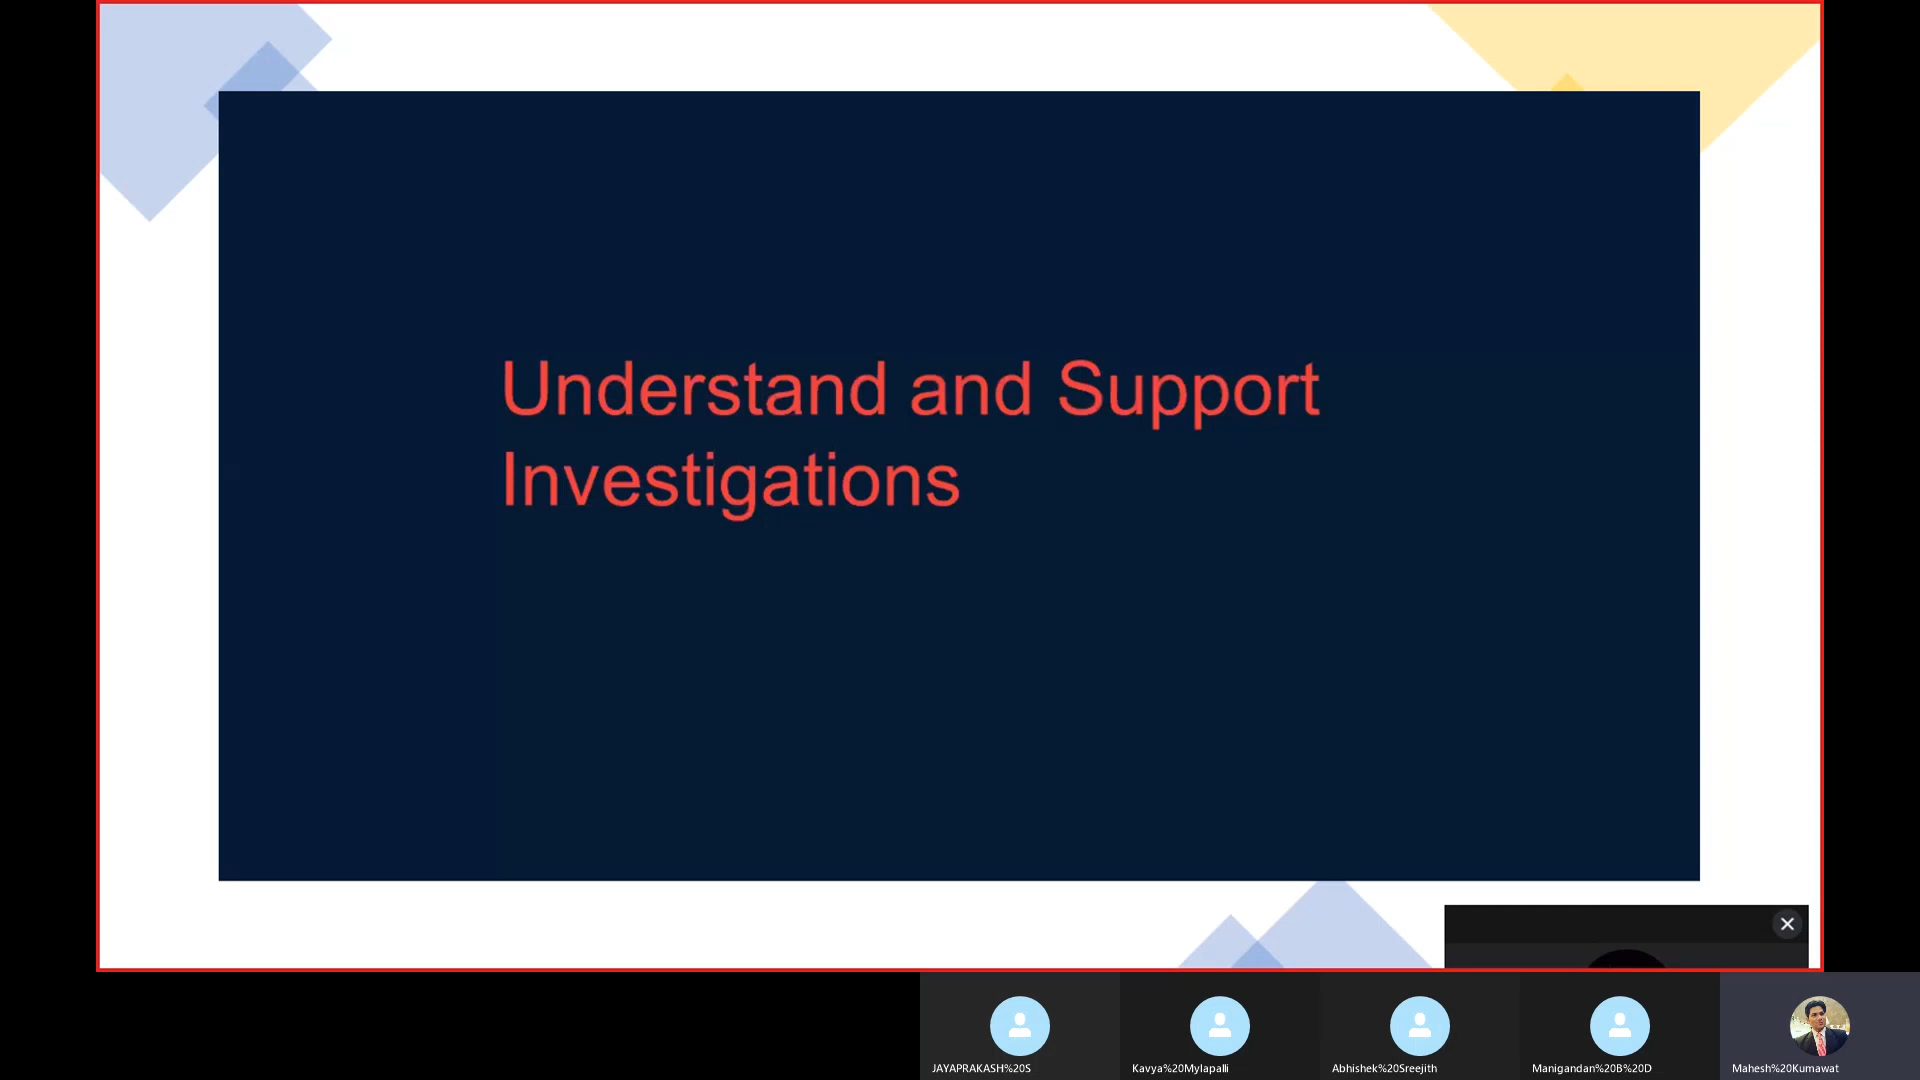 Understand and Support
Investigations
JAYAPRAKASH%20S
Kavya%20Mylapalli
Abhishek%20Sreejith
Manigandan%20B%20D
Mahesh%20Kumawat